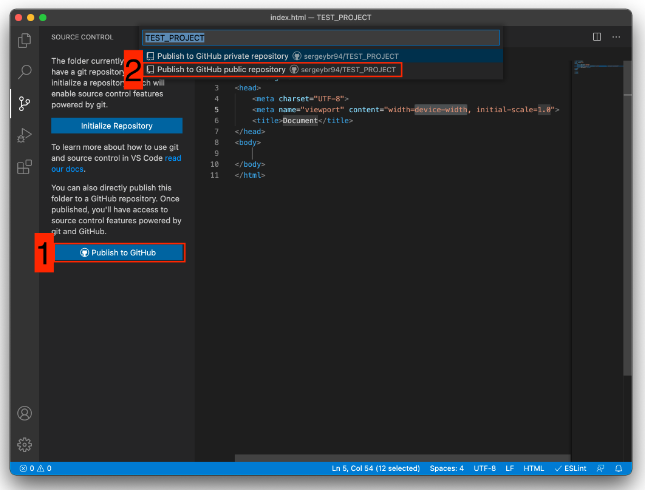 index.html — TEST_PROJECT
SOURCE CONTROL
TEST_PROJECT
Publish to GitHub private repository sergeybr94/TEST_PROJECT
2
Publish to GitHub public repository sergeybr94/TEST_PROJECT
The folder currently
have a git repository
initialize a repository which will
enable source control features
powered by git.
Initialize Repository
To learn more about how to use git
and source control in VS Code read
our docs.
You can also directly publish this
folder to a GitHub repository. Once
published, you'll have access to
source control features powered by
git and GitHub.
1
Publish to GitHub
3 <head>
4 <meta charset="UTF-8">
5 <meta name="viewport" content="width=device-width, initial-scale=1.0">
6 <title>Document</title>
7 </head>
8 <body>
9
10 </body>
11 </html>
0 0
Ln 5, Col 54 (12 selected) Spaces: 4 UTF-8 LF HTML ESLint